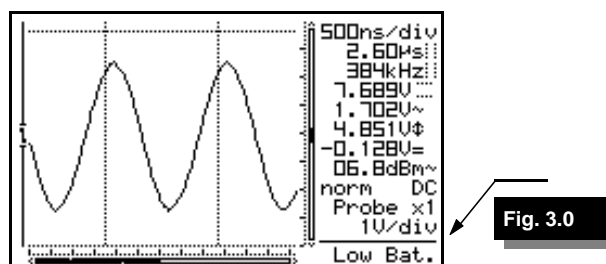 500ns/div
2.60µs
384kHz
7.689V
1.702V~
4.851V⇕
-0.128V=
06.8dBm~
norm DC
Probe x1
1V/div
Low Bat.
Fig. 3.0